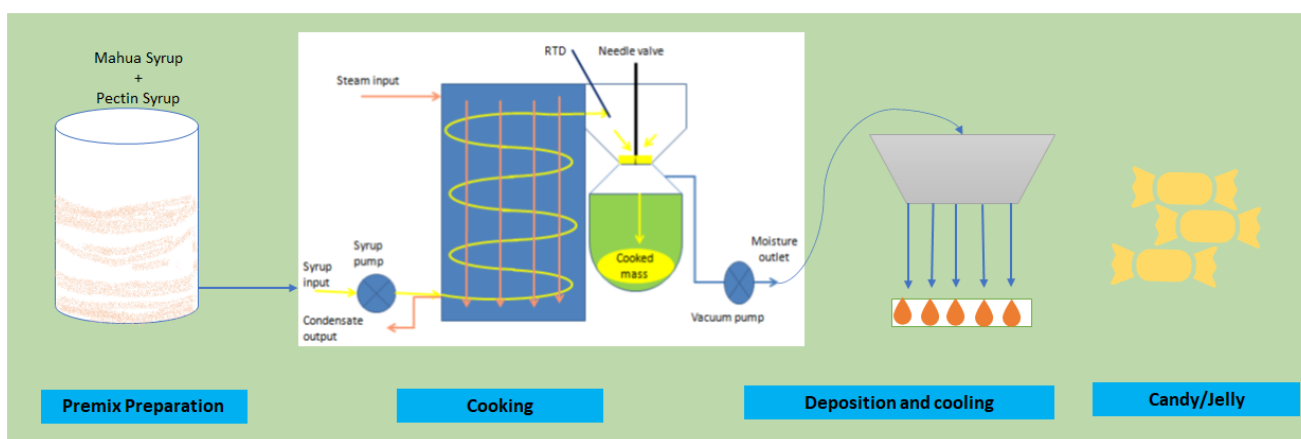 Mahua Syrup
+
Pectin Syrup
RTD
Needle valve
Steam input
Syrup
pump
Syrup
input
Condensate
output
Cooked
mass
Moisture
outlet
Vacuum pump
Premix Preparation
Cooking
Deposition and cooling
Candy/Jelly